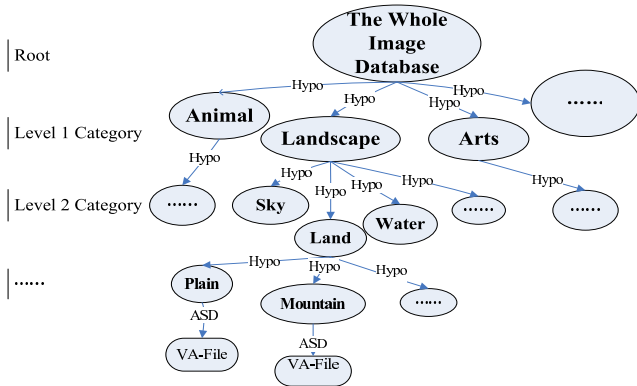 The Whole
Image
Database
Root
Hypo
Hypo
Hypo
Hypo
......
Animal
Level 1 Category
Landscape
Arts
Hypo
Hypo
Hypo
Hypo
Hypo
Hypo
Level 2 Category
......
Sky
Water
......
......
Land
......
Hypo
Hypo
Hypo
Plain
Mountain
......
ASD
ASD
VA-File
VA-File